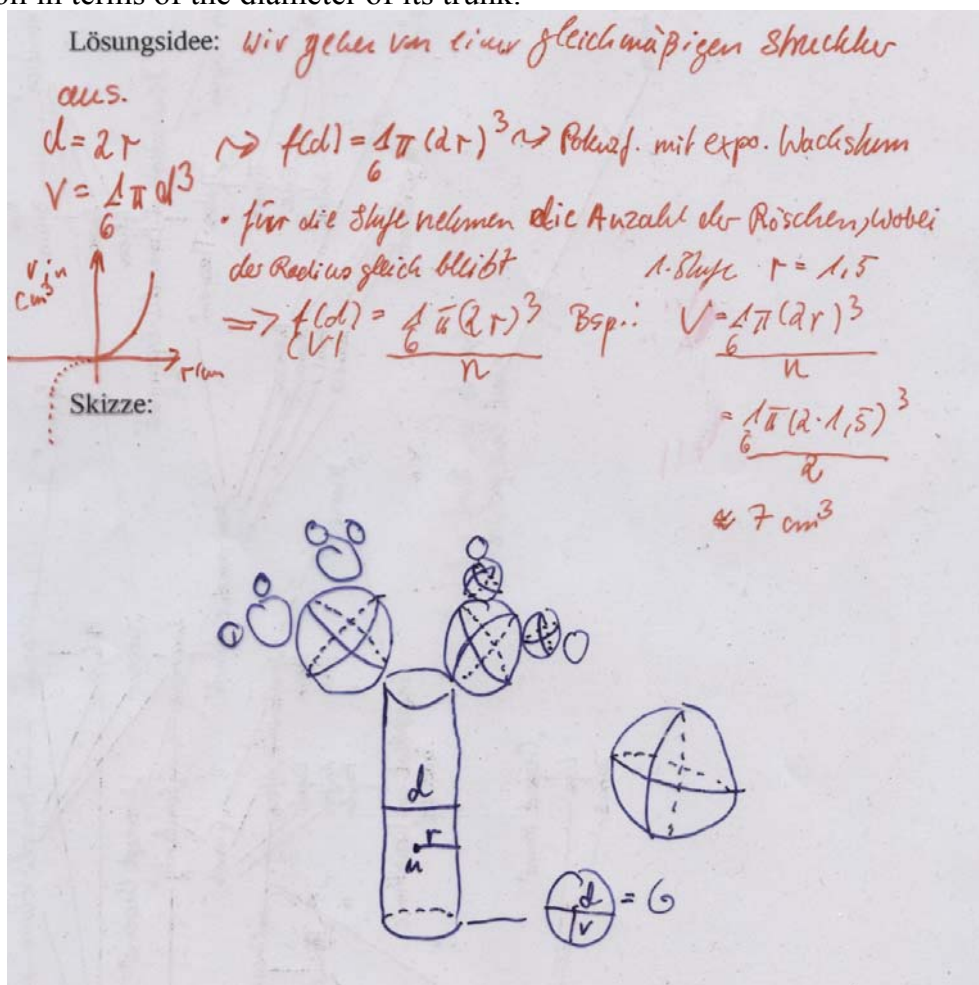 on in terms of the diameter of its trunk.
Lösungsidee: Wir gehen von einer gleichmäßigen Struktur
aus.
d = 2r ⤳ f(d) = 1/6 π (2r)³ ⤳ Potenzf. mit expo. Wachstum
V = 1/6 π d³
• für die Stufe nehmen die Anzahl der Röschen, wobei
der Radius gleich bleibt 1. Stufe r = 1,5
V in cm³
r/cm
=> f(d) (V) = 1/6 π (2r)³ / n Bsp.: V = 1/6 π (2r)³ / n
= 1/6 π (2·1,5)³ / 2
≈ 7 cm³
Skizze:
d
r
d = G